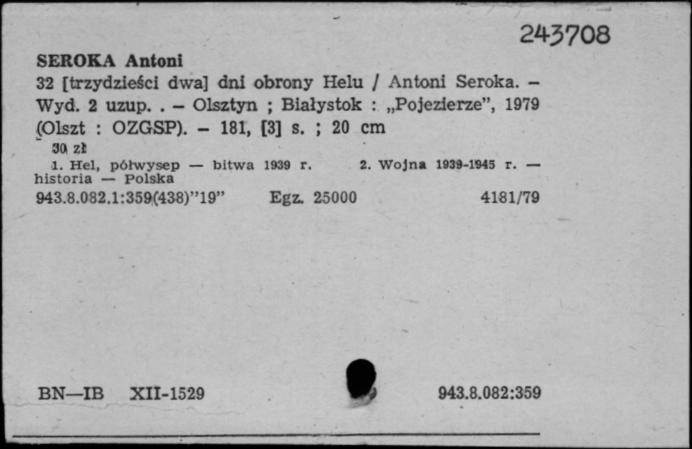 243708
SEROKA Antoni
32 [trzydzieści dwa] dni obrony Helu / Antoni Seroka. –
Wyd. 2 uzup. . – Olsztyn ; Białystok : „Pojezierze”, 1979
(Olszt : OZGSP). – 181, [3] s. ; 20 cm
30 zł
1. Hel, półwysep — bitwa 1939 r. 2. Wojna 1939-1945 r. —
historia — Polska
943.8.082.1:359(438)”19” Egz. 25000 4181/79
BN—IB XII-1529 943.8.082:359